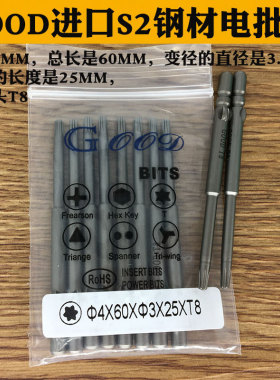 OOD进口S2钢材电批
MM，总长是60MM，变径的直径是3.
的长度是25MM，
头T8
GOOD
BITS
Frearson
Hex Key
T
Triange
Spanner
Tri-wing
RoHS
INSERT BITS
POWER BITS
Φ4X60XΦ3X25XT8